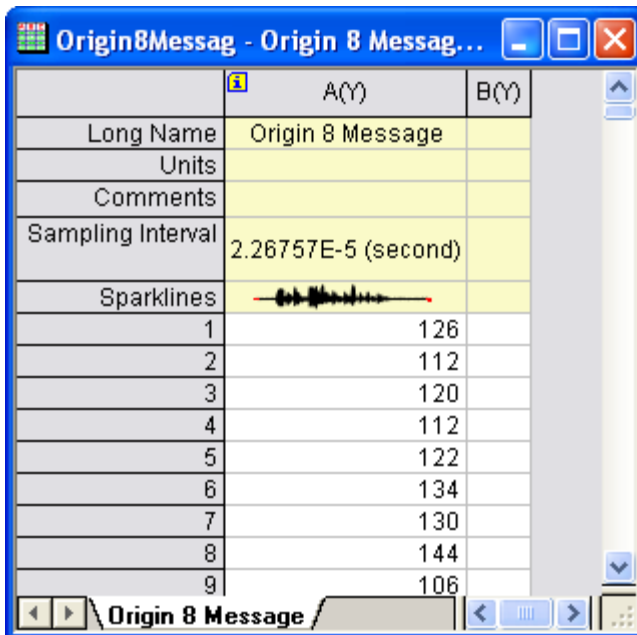 Origin8Messag - Origin 8 Messag...
A(Y) B(Y)
Long Name Origin 8 Message
Units
Comments
Sampling Interval 2.26757E-5 (second)
Sparklines
1 126
2 112
3 120
4 112
5 122
6 134
7 130
8 144
9 106
Origin 8 Message